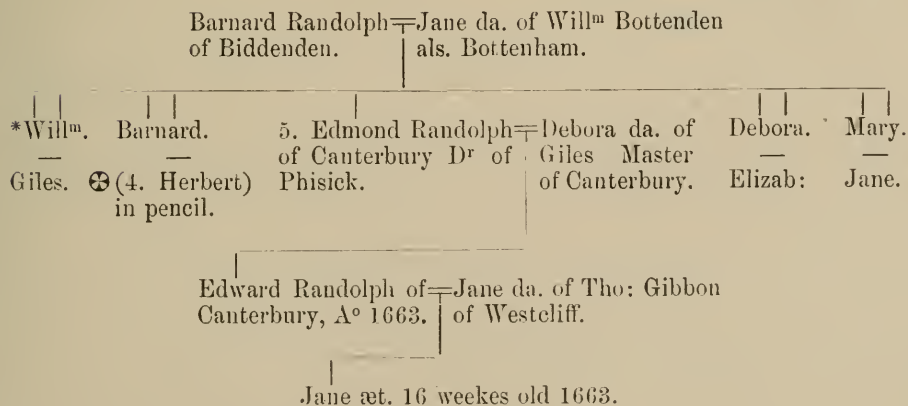 Barnard Randolph=Jane da. of Willᵐ Bottenden
of Biddenden. als. Bottenham.
*Willᵐ. Barnard. 5. Edmond Randolph=Debora da. of Debora. Mary.
— — of Canterbury Dʳ of Giles Master — —
Giles. ✠(4. Herbert) Phisick. of Canterbury. Elizab: Jane.
in pencil.
Edward Randolph of=Jane da. of Tho: Gibbon
Canterbury, Aᵒ 1663. of Westcliff.
Jane æt. 16 weekes old 1663.